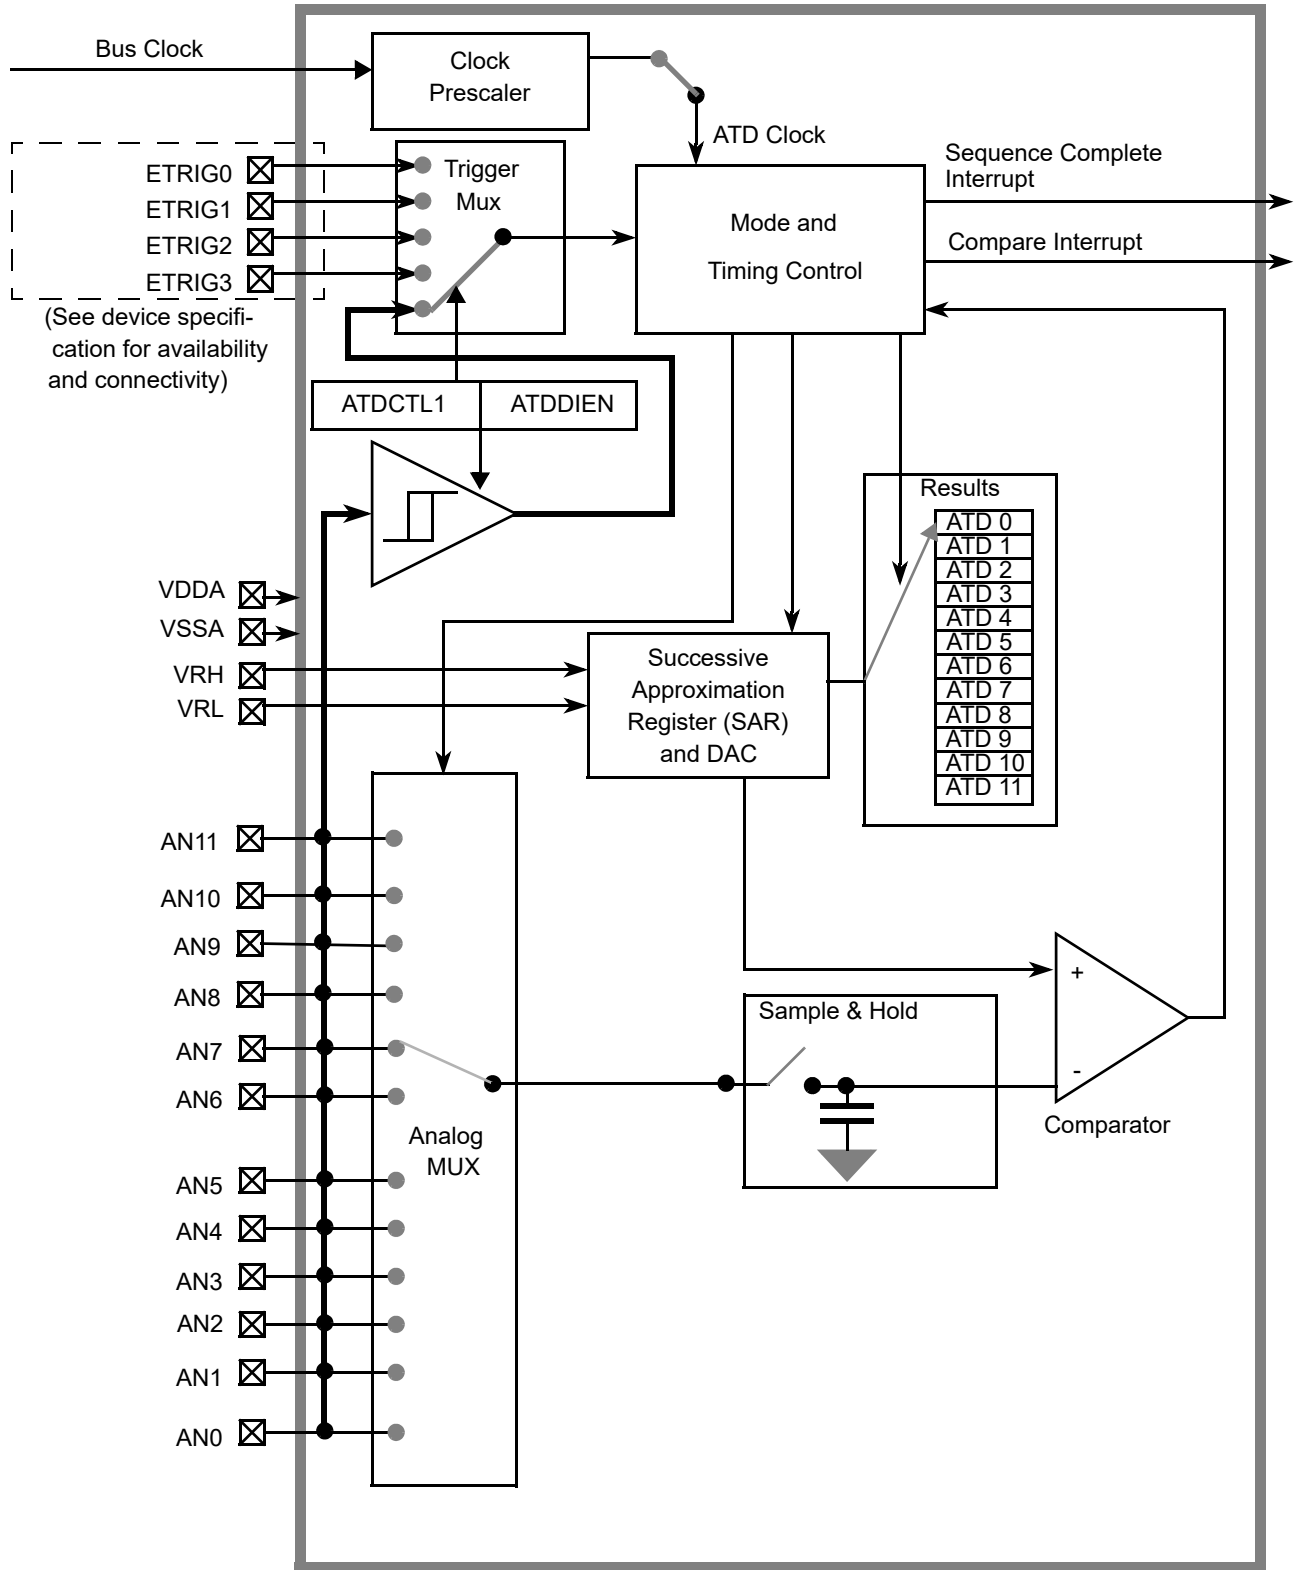 Bus Clock
Clock
Prescaler
ATD Clock
ETRIG0
ETRIG1
ETRIG2
ETRIG3
(See device specifi-
cation for availability
and connectivity)
Trigger
Mux
Mode and
Timing Control
Sequence Complete
Interrupt
Compare Interrupt
ATDCTL1
ATDDIEN
Results
ATD 0
ATD 1
ATD 2
ATD 3
ATD 4
ATD 5
ATD 6
ATD 7
ATD 8
ATD 9
ATD 10
ATD 11
VDDA
VSSA
VRH
VRL
Successive
Approximation
Register (SAR)
and DAC
AN11
AN10
AN9
AN8
AN7
AN6
AN5
AN4
AN3
AN2
AN1
AN0
Analog
MUX
Sample & Hold
+
-
Comparator